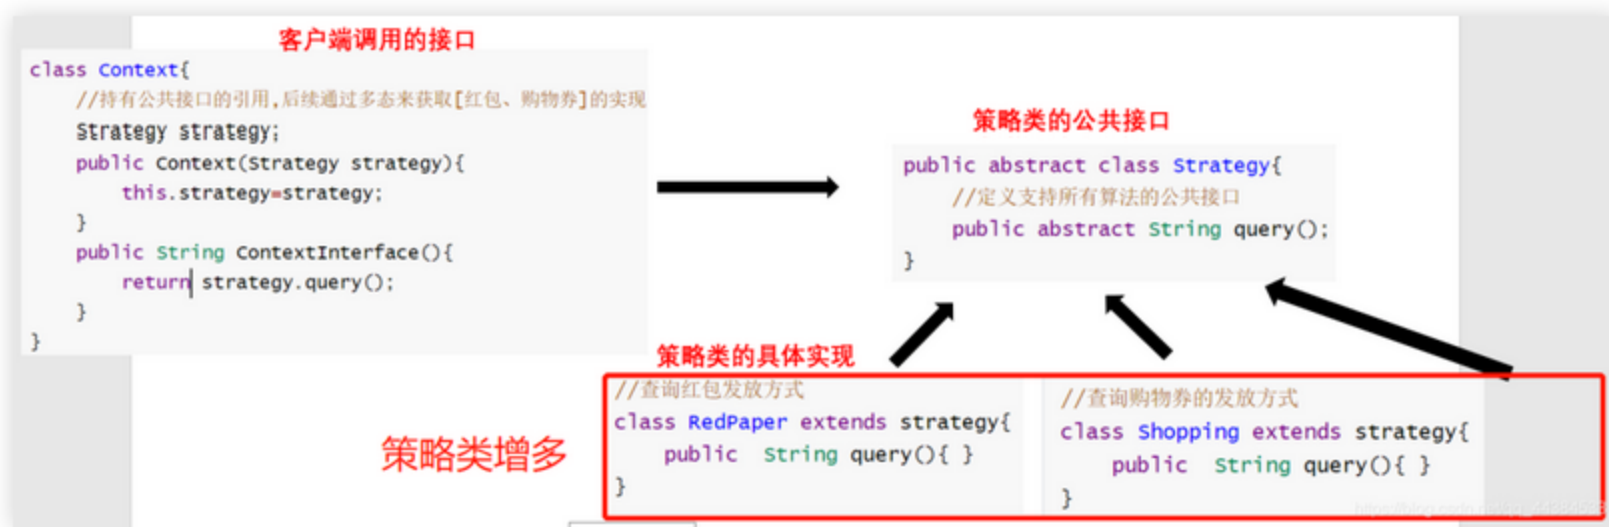 客户端调用的接口
class Context{
//持有公共接口的引用,后续通过多态来获取[红包、购物券]的实现
Strategy strategy;
public Context(Strategy strategy){
this.strategy=strategy;
}
public String ContextInterface(){
return strategy.query();
}
}
策略类的公共接口
public abstract class Strategy{
//定义支持所有算法的公共接口
public abstract String query();
}
策略类的具体实现
策略类增多
//查询红包发放方式
class RedPaper extends strategy{
public String query(){ }
}
//查询购物券的发放方式
class Shopping extends strategy{
public String query(){ }
}